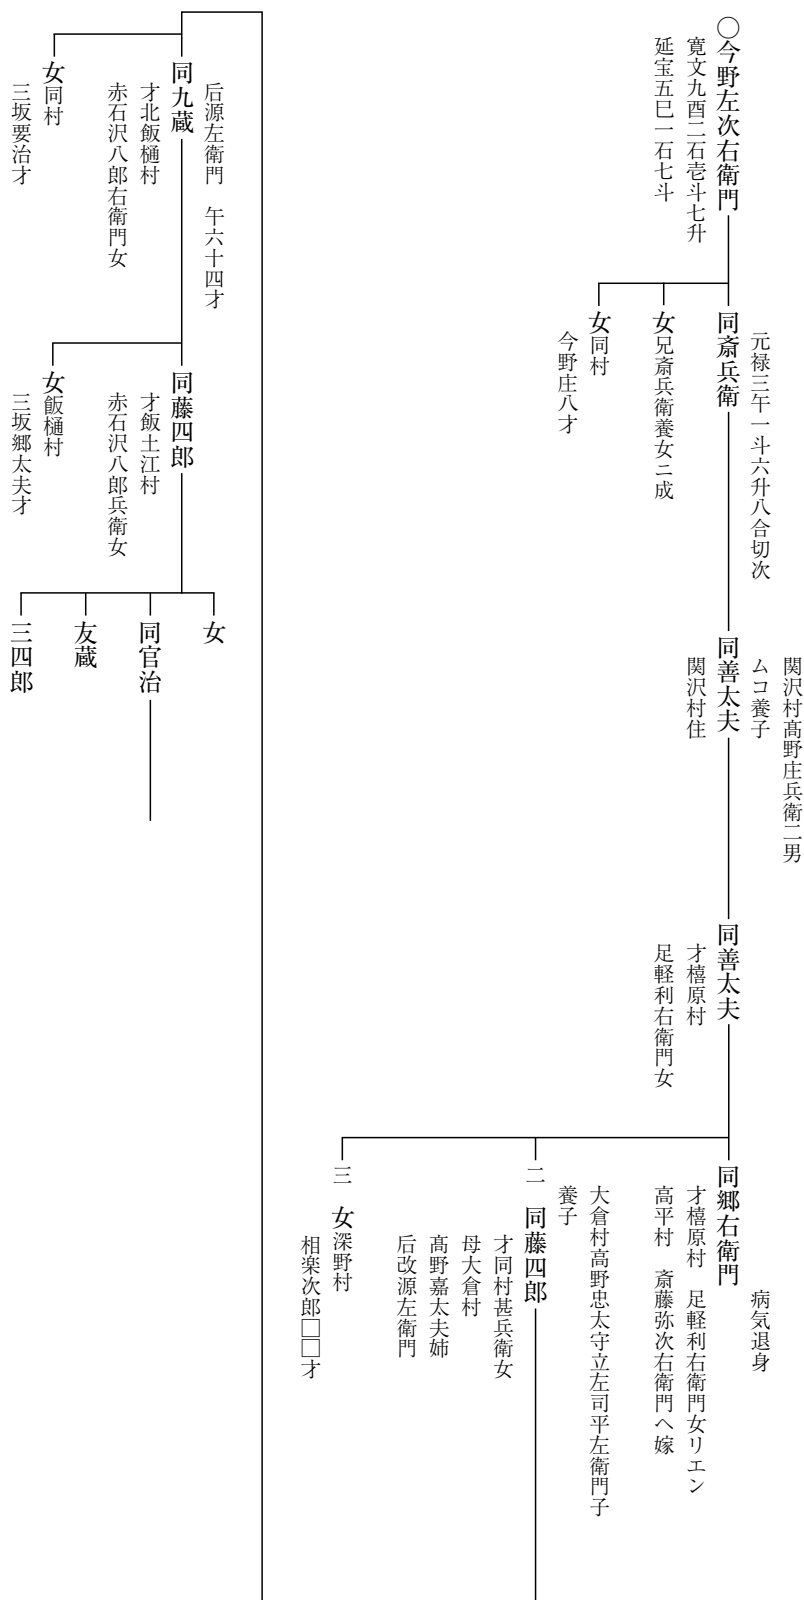 〇今野左次右衛門
寛文九酉二石壱斗七升
延宝五巳一石七斗
元禄三午一斗六升八合切次
同斎兵衛
女兄斎兵衛養女ニ成
女同村
今野庄八才
関沢村髙野庄兵衛二男
ムコ養子
同善太夫
関沢村住
同善太夫
才橲原村
足軽利右衛門女
病気退身
同郷右衛門
才橲原村　足軽利右衛門女リエン
高平村　斎藤弥次右衛門へ嫁
大倉村高野忠太守立左司平左衛門子
養子
二　同藤四郎
才同村甚兵衛女
母大倉村
髙野嘉太夫姉
后改源左衛門
三　女深野村
相楽次郎□□才
后源左衛門　午六十四才
同九蔵
才北飯樋村
赤石沢八郎右衛門女
女同村
三坂要治才
同藤四郎
才飯土江村
赤石沢八郎兵衛女
女飯樋村
三坂郷太夫才
女
同官治
友蔵
三四郎